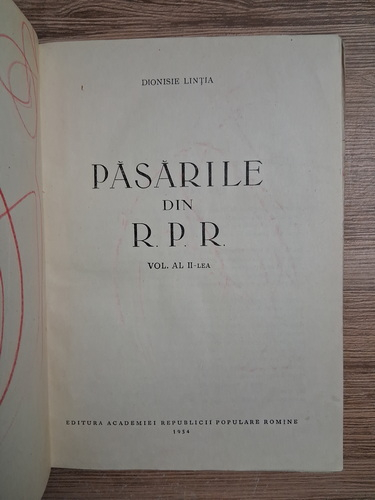 DIONISIE LINȚIA
PĂSĂRILE
DIN
R. P. R.
VOL. AL II-LEA
EDITURA ACADEMIEI REPUBLICII POPULARE ROMÎNE
1954